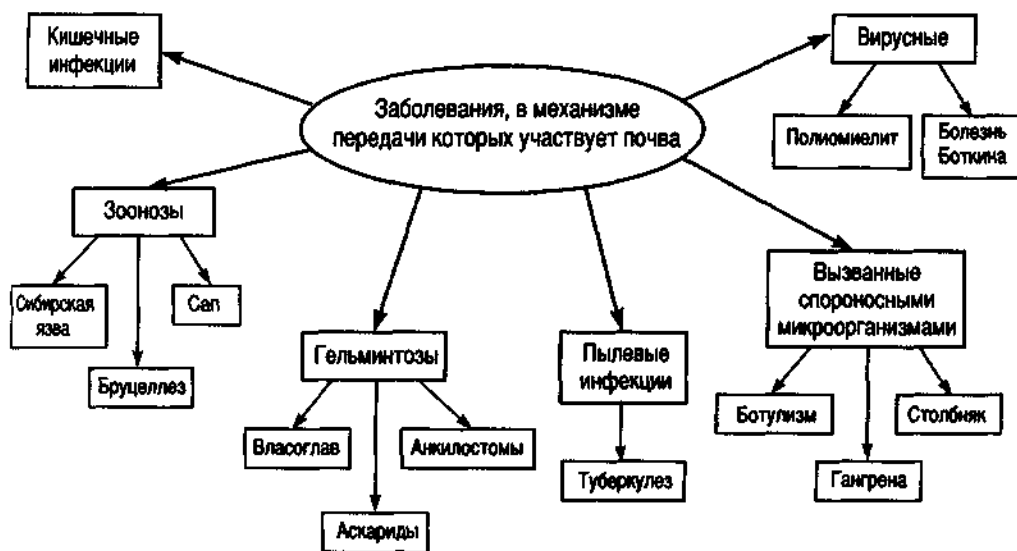 Кишечные
инфекции
Вирусные
Заболевания, в механизме
передачи которых участвует почва
Полиомиелит
Болезнь
Боткина
Зоонозы
Сибирская
язва
Сап
Бруцеллез
Гельминтозы
Власоглав
Анкилостомы
Аскариды
Пылевые
инфекции
Туберкулез
Вызванные
спороносными
микроорганизмами
Ботулизм
Столбняк
Гангрена